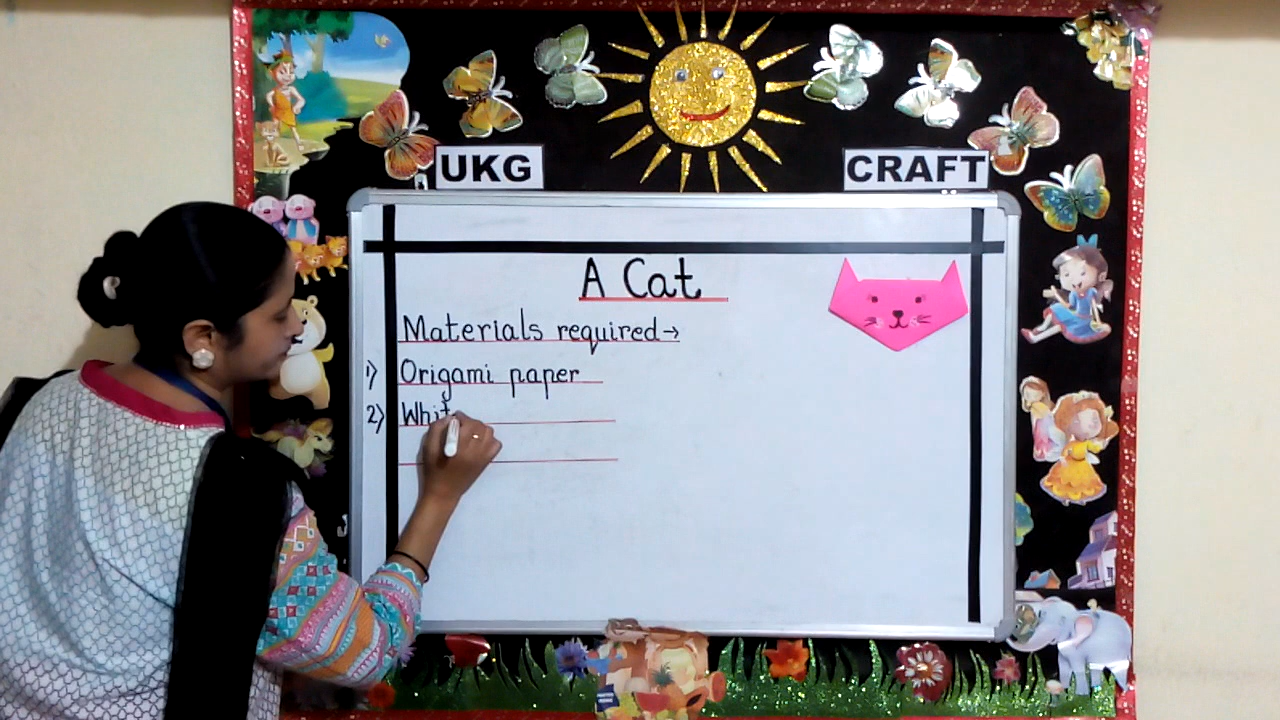 UKG
CRAFT
A Cat
Materials required→
1) Origami paper
2) Whit